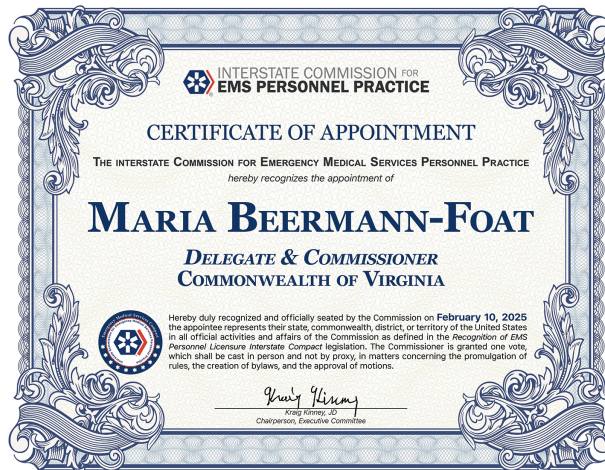 INTERSTATE COMMISSION FOR
EMS PERSONNEL PRACTICE
CERTIFICATE OF APPOINTMENT
THE INTERSTATE COMMISSION FOR EMERGENCY MEDICAL SERVICES PERSONNEL PRACTICE
hereby recognizes the appointment of
MARIA BEERMANN-FOAT
DELEGATE & COMMISSIONER
COMMONWEALTH OF VIRGINIA
Hereby duly recognized and officially seated by the Commission on February 10, 2025
the appointee represents their state, commonwealth, district, or territory of the United States
in all official activities and affairs of the Commission as defined in the Recognition of EMS
Personnel Licensure Interstate Compact legislation. The Commissioner is granted one vote,
which shall be cast in person and not by proxy, in matters concerning the promulgation of
rules, the creation of bylaws, and the approval of motions.
Kraig Kinney
Kraig Kinney, JD
Chairperson, Executive Committee